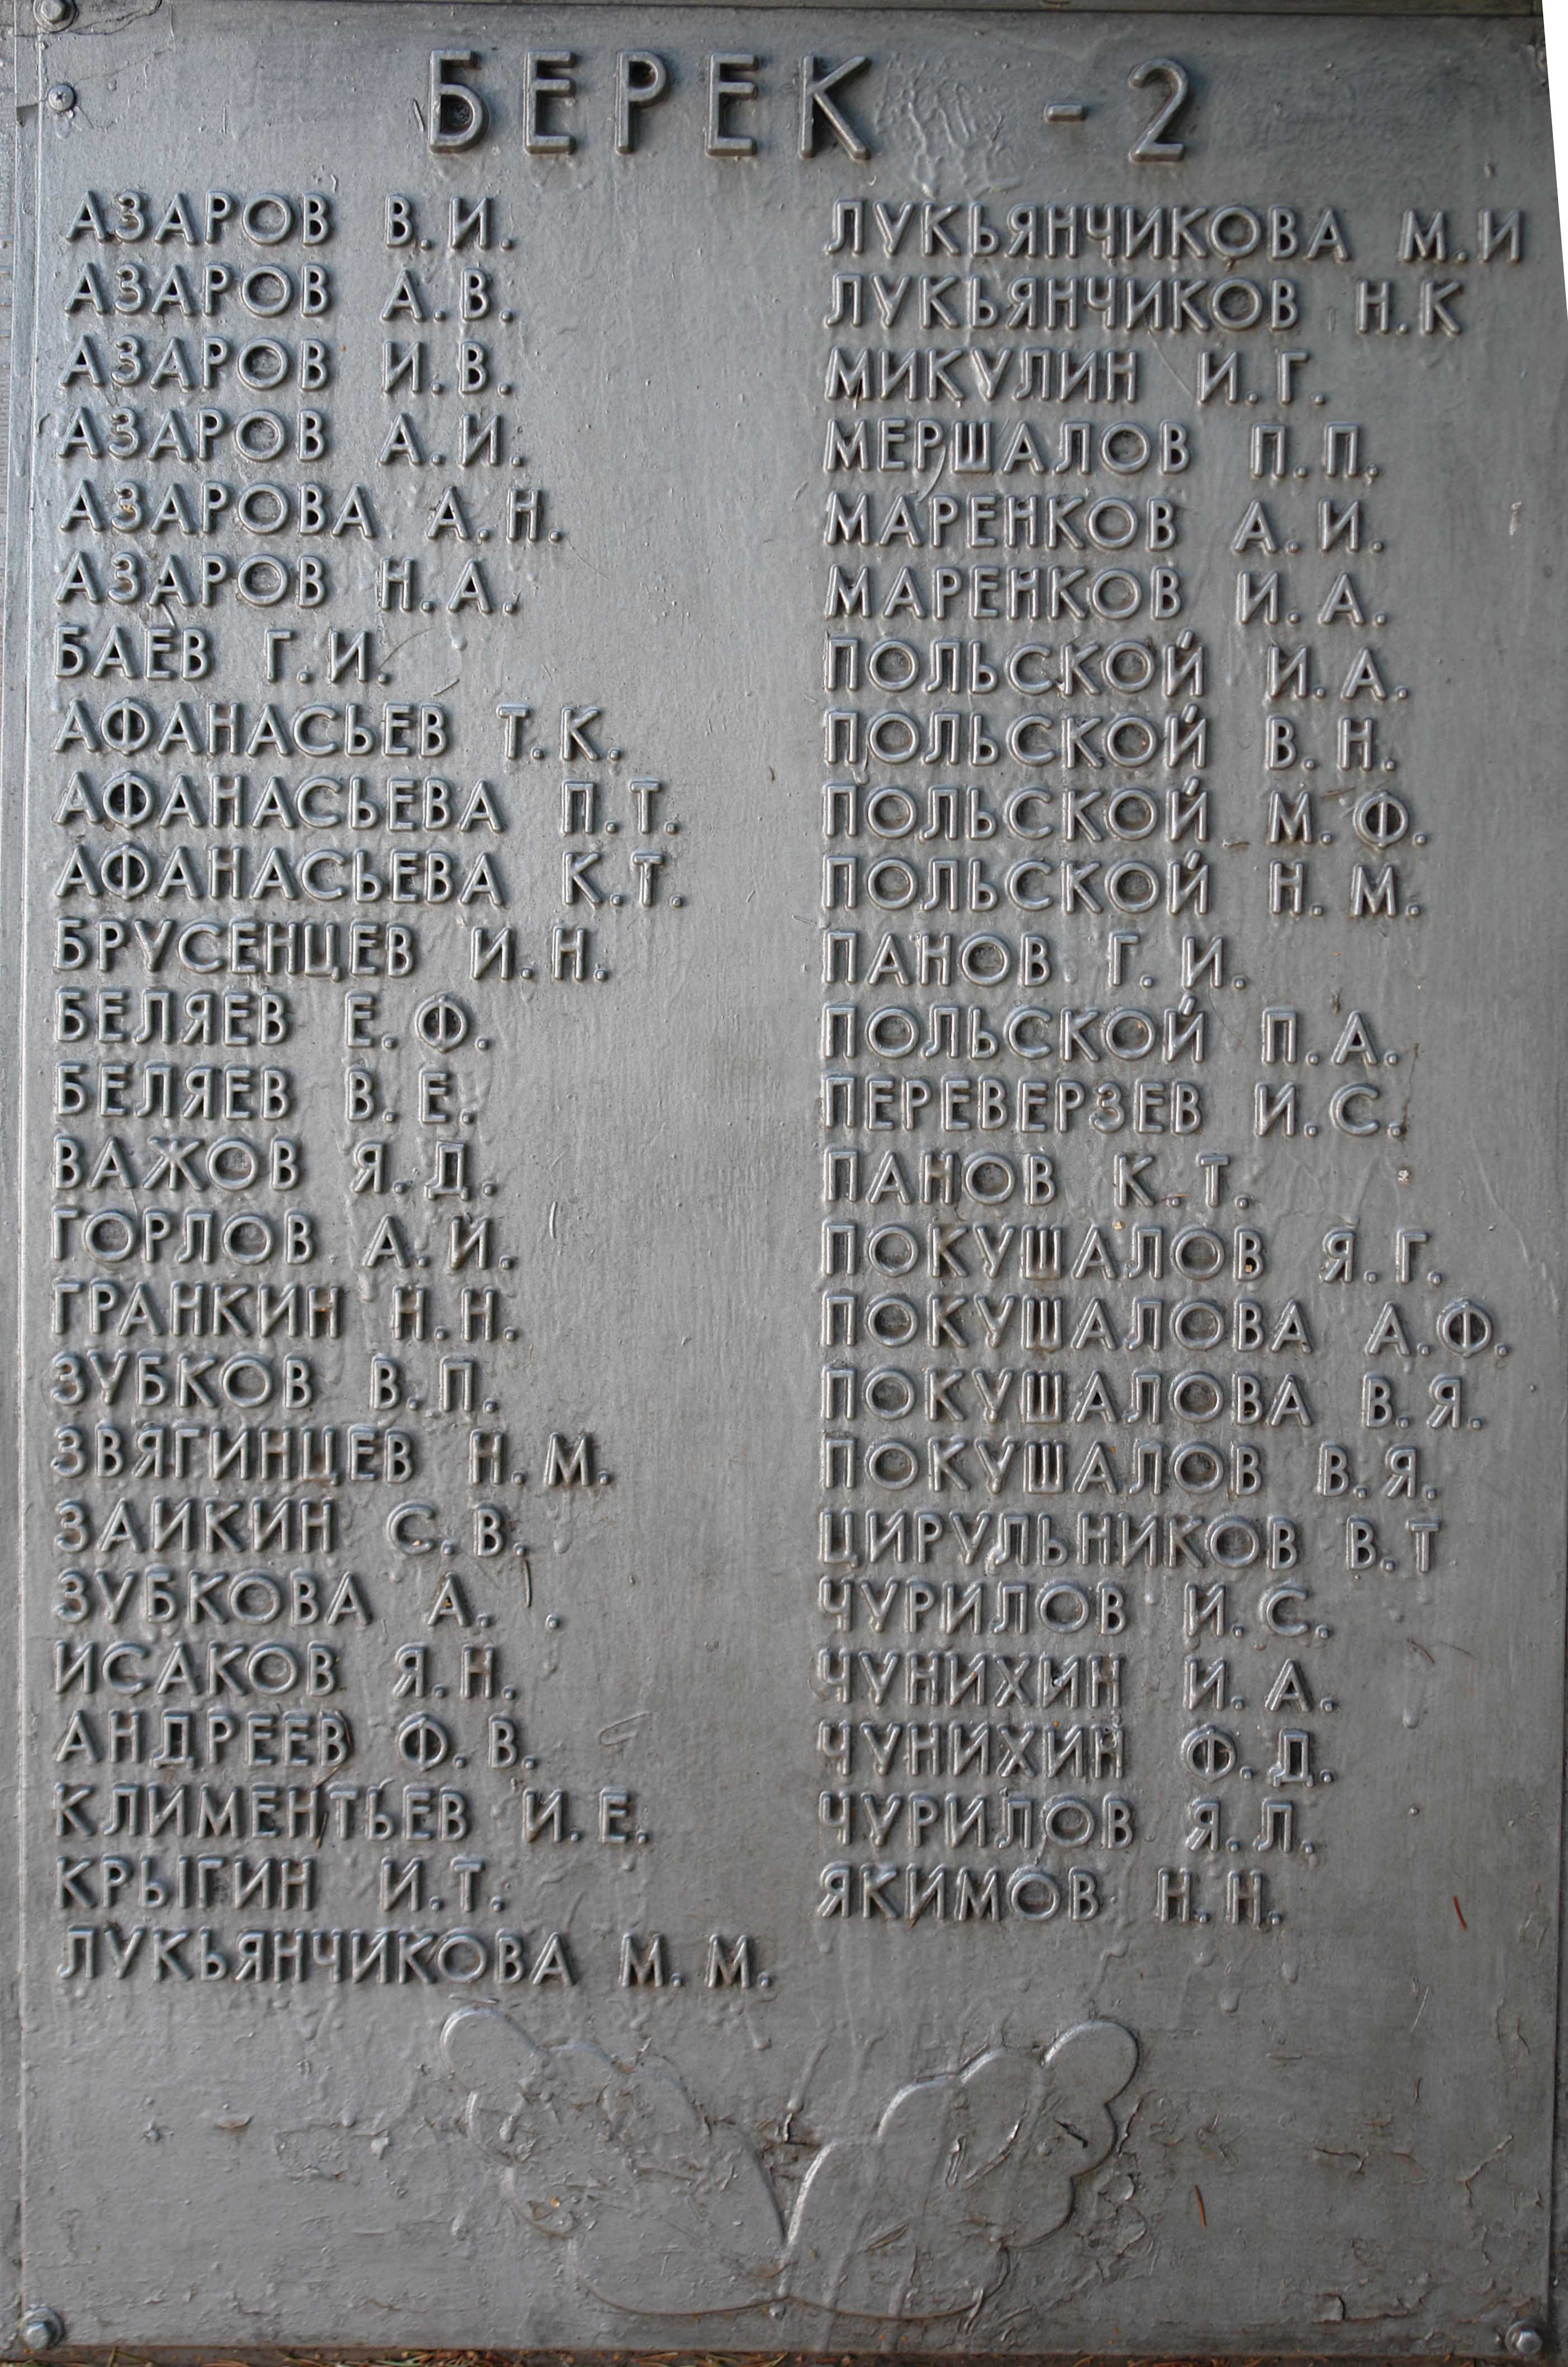 БЕРЕК - 2
АЗАРОВ В.И.
АЗАРОВ А.В.
АЗАРОВ И.В.
АЗАРОВ А.И.
АЗАРОВА А.Н.
АЗАРОВ Н.А.
БАЕВ Г.И.
АФАНАСЬЕВ Т.К.
АФАНАСЬЕВА П.Т.
АФАНАСЬЕВА К.Т.
БРУСЕНЦЕВ И.Н.
БЕЛЯЕВ Е.Ф.
БЕЛЯЕВ В.Е.
ВАЖОВ Я.Д.
ГОРЛОВ А.И.
ГРАНКИН Н.Н.
ЗУБКОВ В.П.
ЗВЯГИНЦЕВ Н.М.
ЗАИКИН С.В.
ЗУБКОВА А. .
ИСАКОВ Я.Н.
АНДРЕЕВ Ф.В.
КЛИМЕНТЬЕВ И.Е.
КРЫГИН И.Т.
ЛУКЬЯНЧИКОВА М.М.
ЛУКЬЯНЧИКОВА М.И
ЛУКЬЯНЧИКОВ Н.К
МИКУЛИН И.Г.
МЕРШАЛОВ П.П.
МАРЕНКОВ А.И.
МАРЕНКОВ И.А.
ПОЛЬСКОЙ И.А.
ПОЛЬСКОЙ В.Н.
ПОЛЬСКОЙ М.Ф.
ПОЛЬСКОЙ Н.М.
ПАНОВ Г.И.
ПОЛЬСКОЙ П.А.
ПЕРЕВЕРЗЕВ И.С.
ПАНОВ К.Т.
ПОКУШАЛОВ Я.Г.
ПОКУШАЛОВА А.Ф.
ПОКУШАЛОВА В.Я.
ПОКУШАЛОВ В.Я.
ЦИРУЛЬНИКОВ В.Т
ЧУРИЛОВ И.С.
ЧУНИХИН И.А.
ЧУНИХИН Ф.Д.
ЧУРИЛОВ Я.Л.
ЯКИМОВ Н.Н.